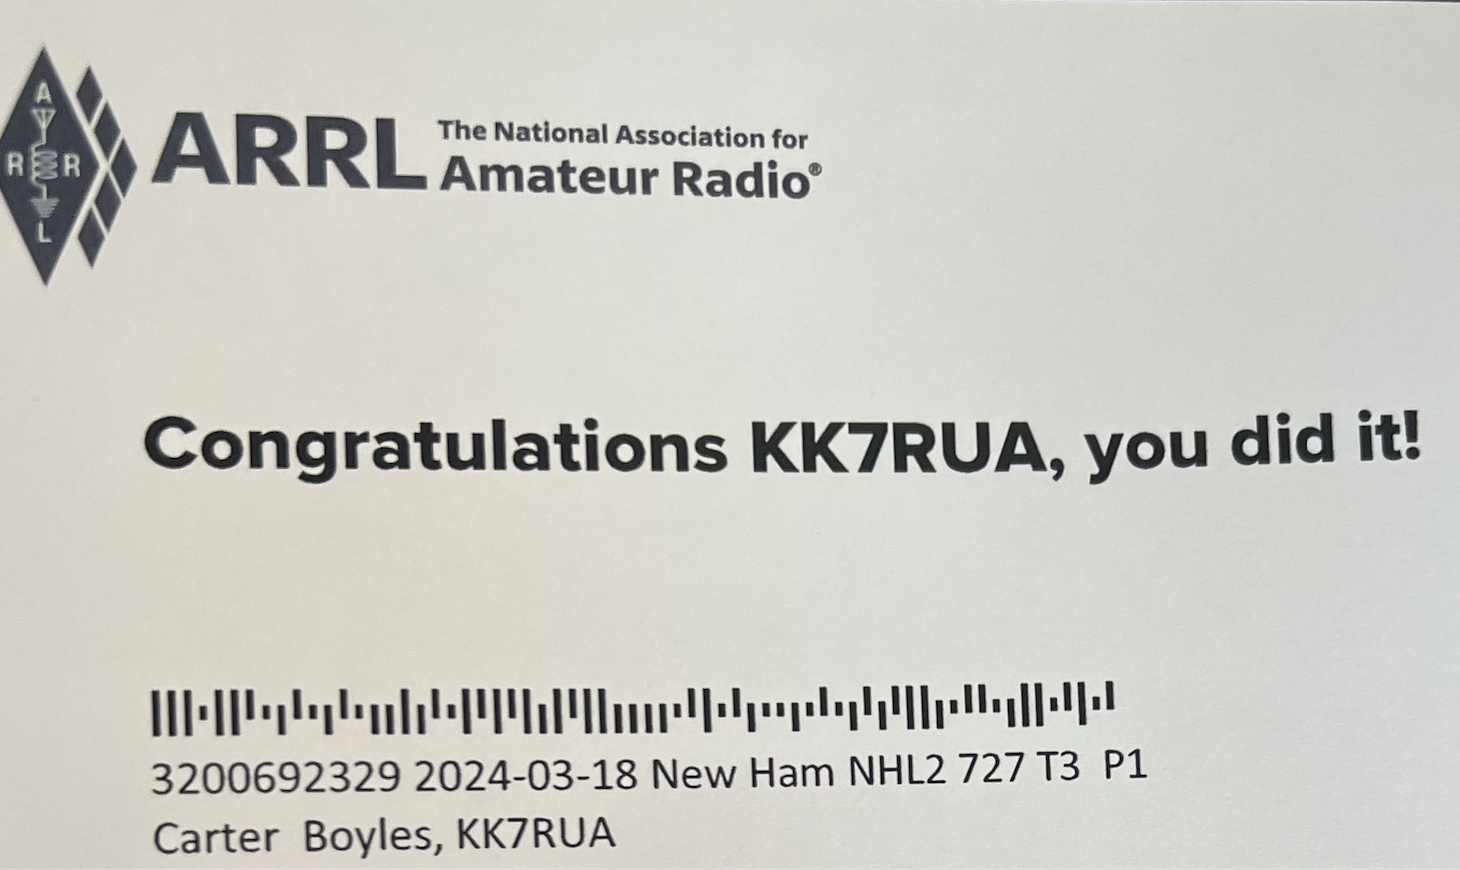 A
R R
L
ARRL The National Association for
Amateur Radio®
Congratulations KK7RUA, you did it!
3200692329 2024-03-18 New Ham NHL2 727 T3 P1
Carter Boyles, KK7RUA